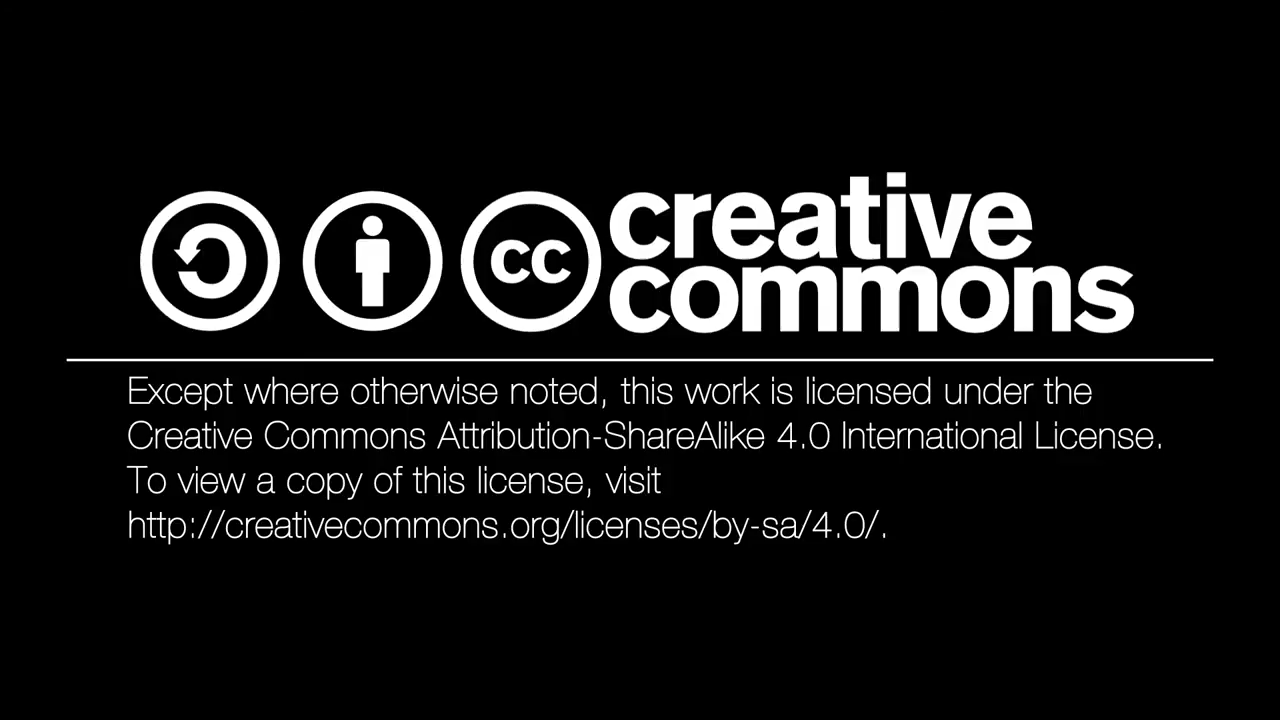 cc
creative
commons
Except where otherwise noted, this work is licensed under the
Creative Commons Attribution-ShareAlike 4.0 International License.
To view a copy of this license, visit
http://creativecommons.org/licenses/by-sa/4.0/.